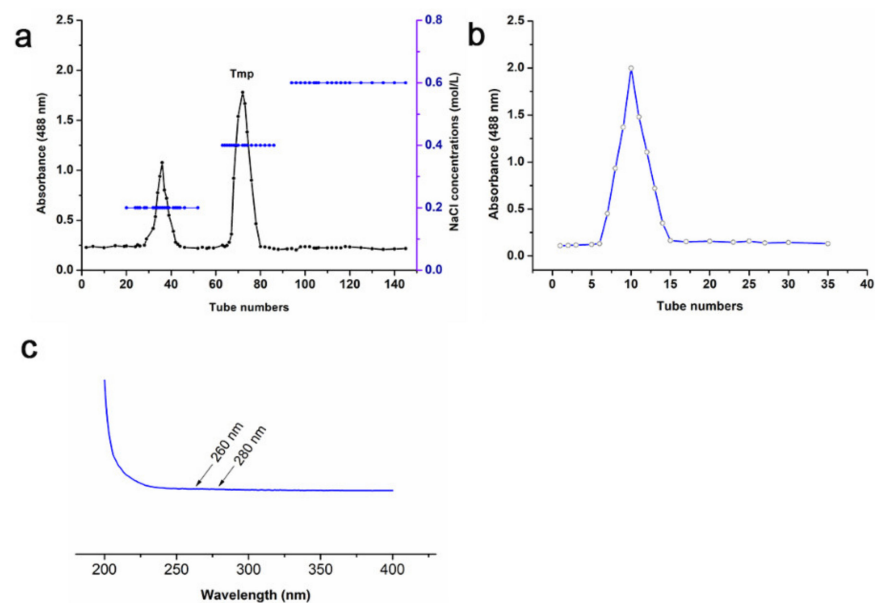 a
2.5
2.0
1.5
1.0
0.5
0.0
Absorbance (488 nm)
0 20 40 60 80 100 120 140
Tube numbers
Tmp
0.8
0.6
0.4
0.2
0.0
NaCl concentrations (mol/L)
b
2.5
2.0
1.5
1.0
0.5
0.0
Absorbance (488 nm)
0 5 10 15 20 25 30 35 40
Tube numbers
c
260 nm
280 nm
200 250 300 350 400
Wavelength (nm)